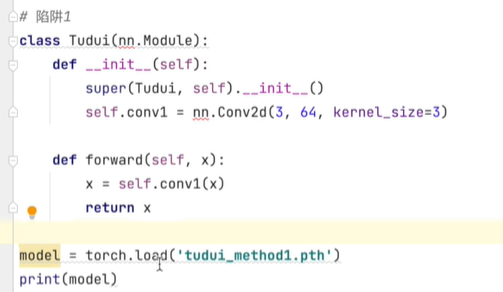 # 陷阱1
class Tudui(nn.Module):
    def __init__(self):
        super(Tudui, self).__init__()
        self.conv1 = nn.Conv2d(3, 64, kernel_size=3)

    def forward(self, x):
        x = self.conv1(x)
        return x

model = torch.load('tudui_method1.pth')
print(model)